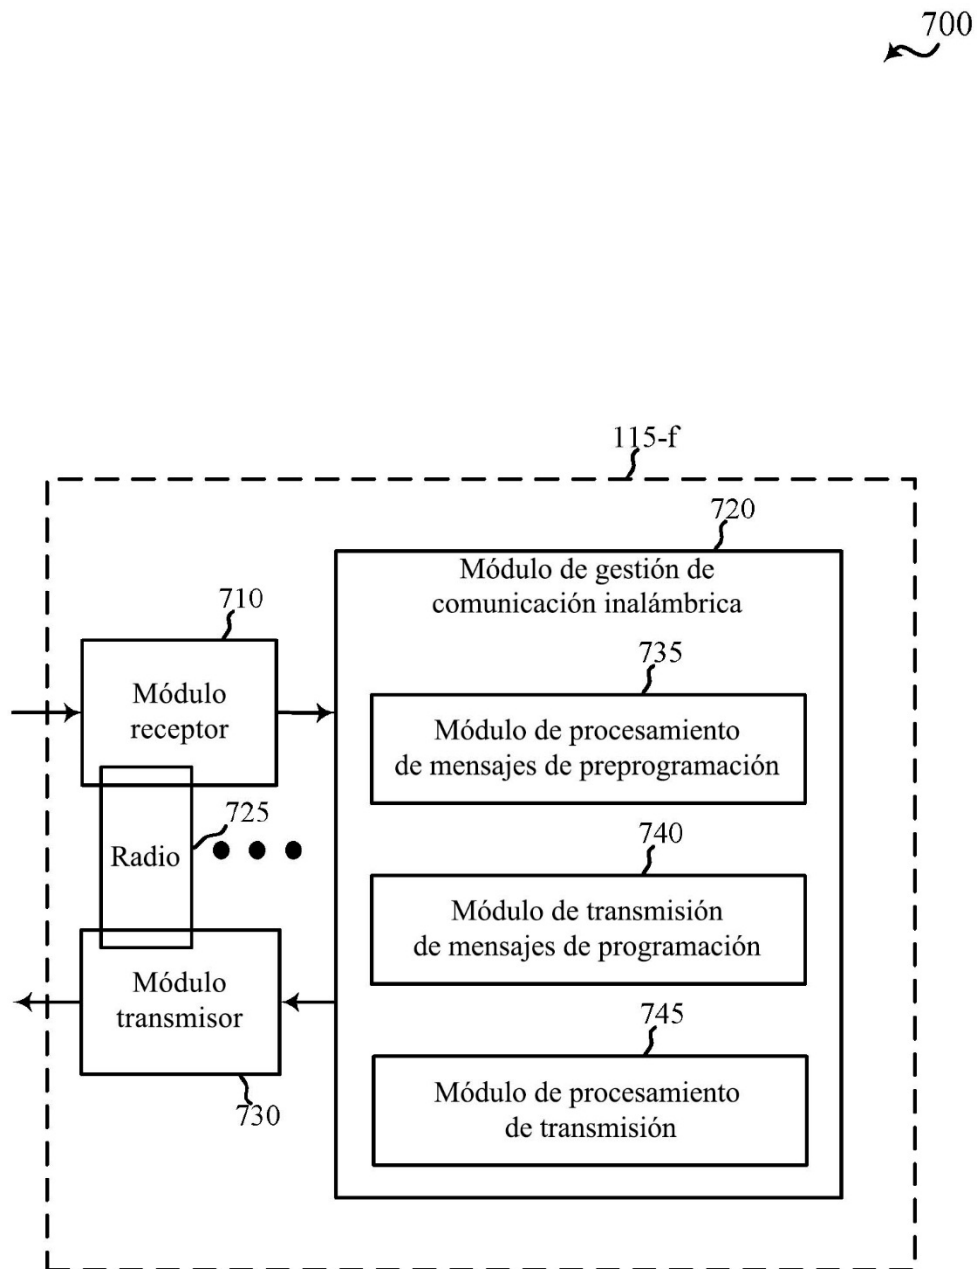 700
115-f
720
Módulo de gestión de
comunicación inalámbrica
710
Módulo
receptor
735
Módulo de procesamiento
de mensajes de preprogramación
725
Radio
740
Módulo de transmisión
de mensajes de programación
Módulo
transmisor
730
745
Módulo de procesamiento
de transmisión